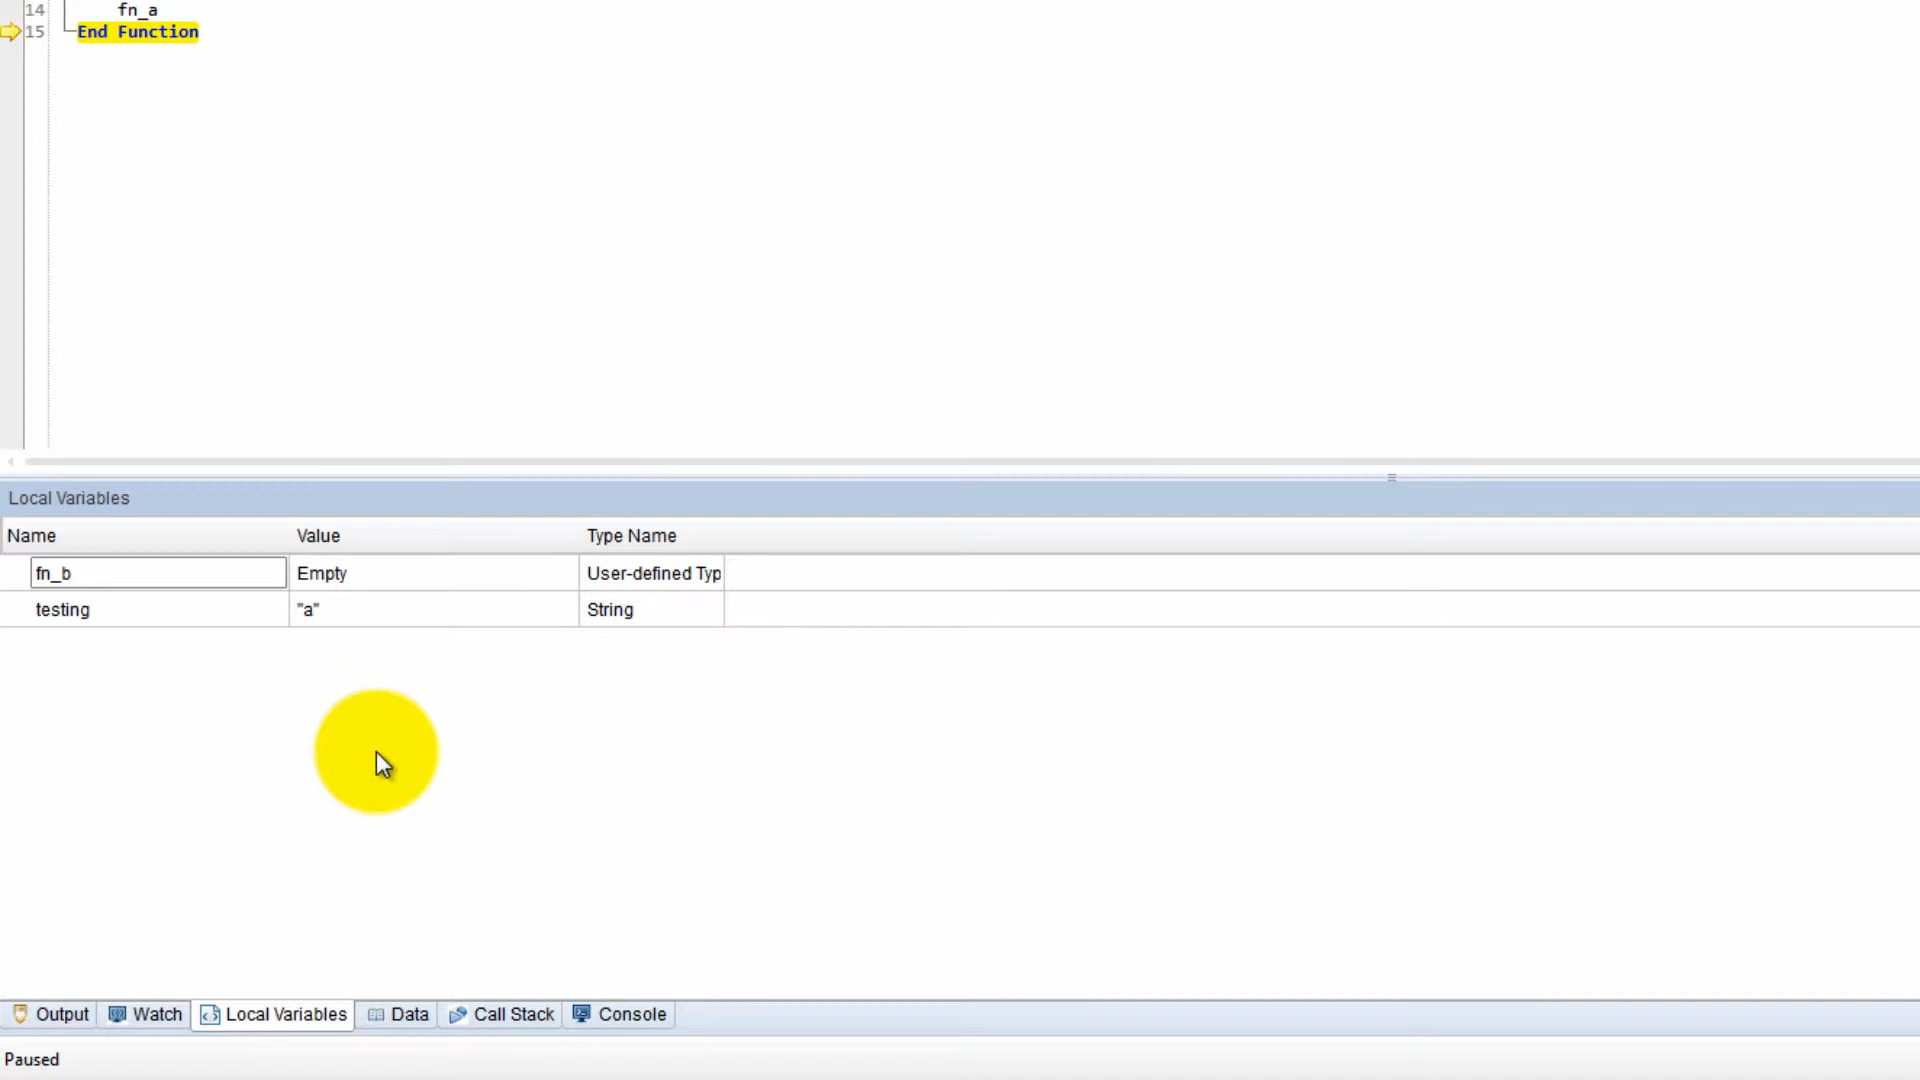 14 fn_a
15 End Function
Local Variables
Name Value Type Name
fn_b Empty User-defined Typ
testing "a" String
Output Watch Local Variables Data Call Stack Console
Paused